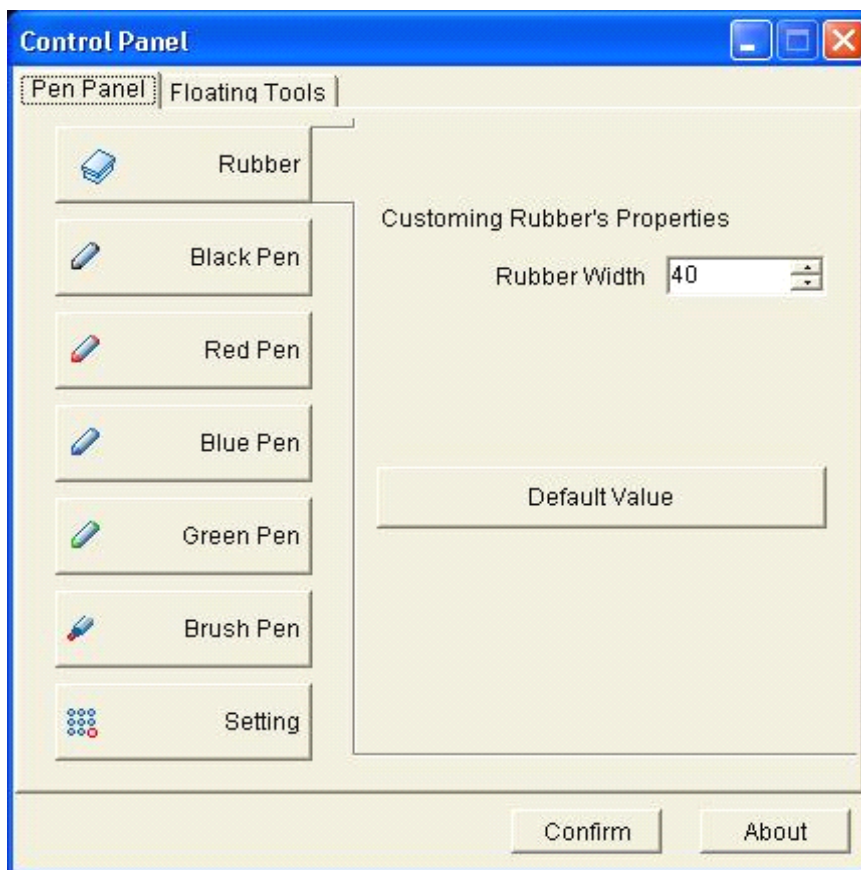 Control Panel
Pen Panel Floating Tools
Rubber
Black Pen
Red Pen
Blue Pen
Green Pen
Brush Pen
Setting
Customing Rubber's Properties
Rubber Width 40
Default Value
Confirm About